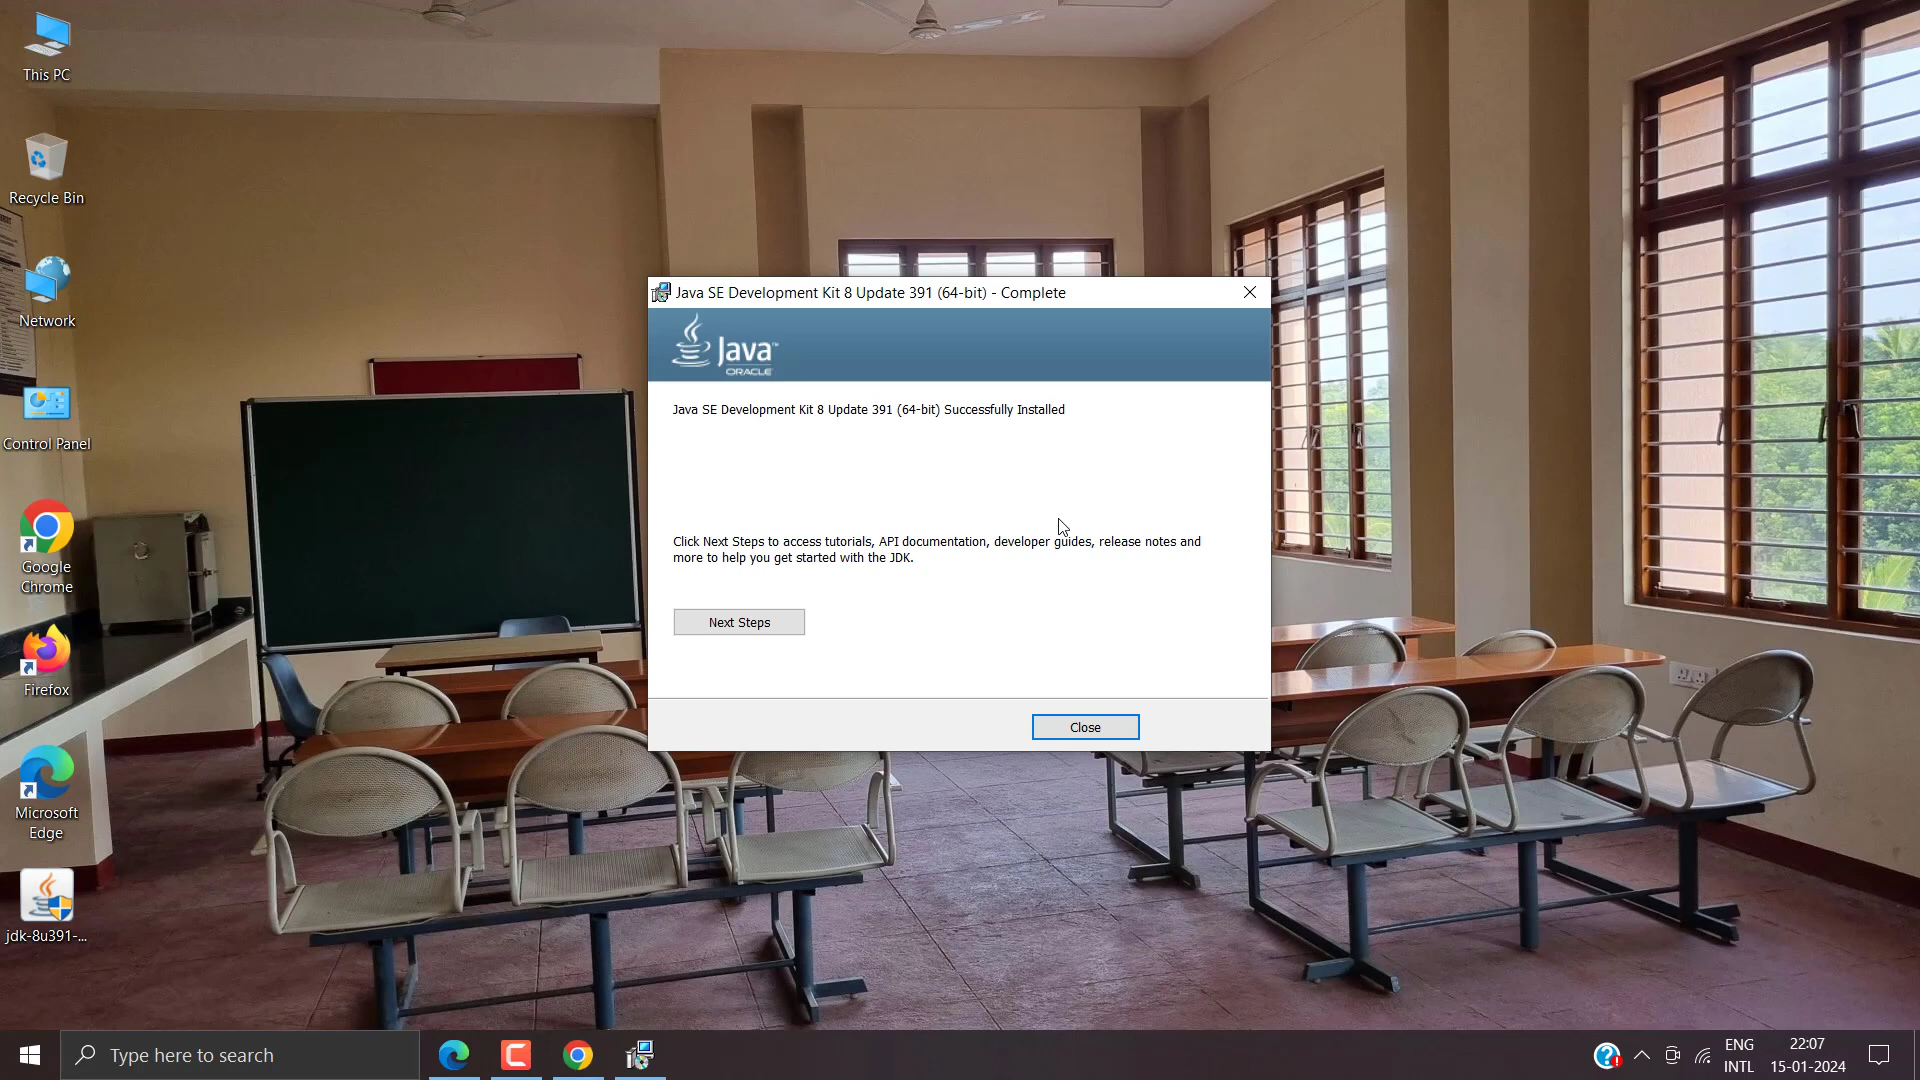 This PC
Recycle Bin
Network
Control Panel
Google
Chrome
Firefox
Microsoft
Edge
jdk-8u391-...
Java SE Development Kit 8 Update 391 (64-bit) - Complete
Java™
ORACLE
Java SE Development Kit 8 Update 391 (64-bit) Successfully Installed
Click Next Steps to access tutorials, API documentation, developer guides, release notes and
more to help you get started with the JDK.
Next Steps
Close
Type here to search
ENG
INTL
22:07
15-01-2024